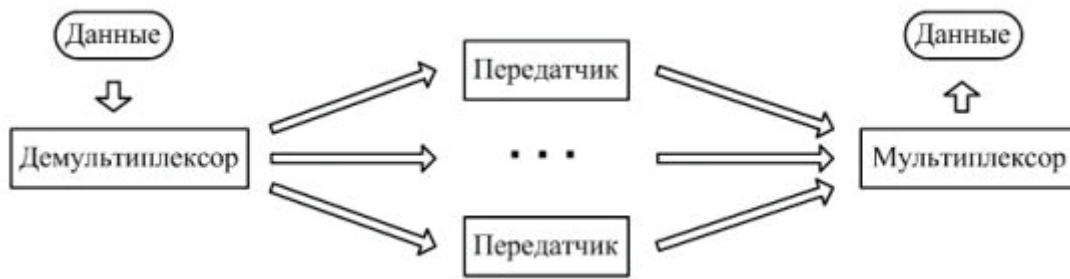 Данные
Данные
Передатчик
Демультиплексор
. . .
Мультиплексор
Передатчик